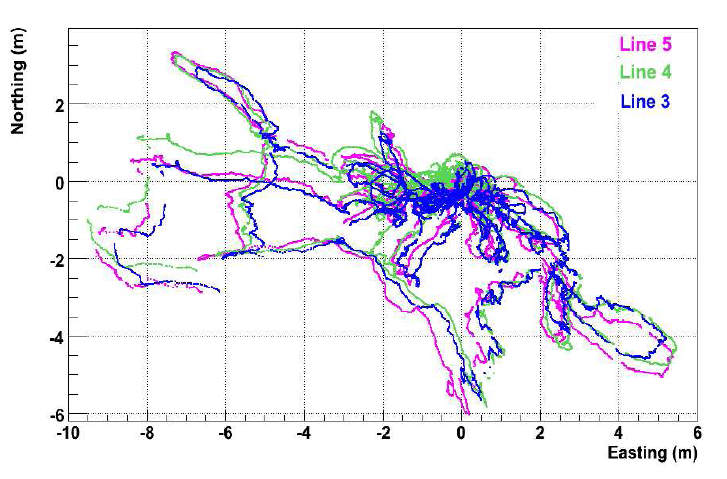 Northing (m)
Line 5
Line 4
Line 3
2
0
-2
-4
-6
-10 -8 -6 -4 -2 0 2 4 6
Easting (m)